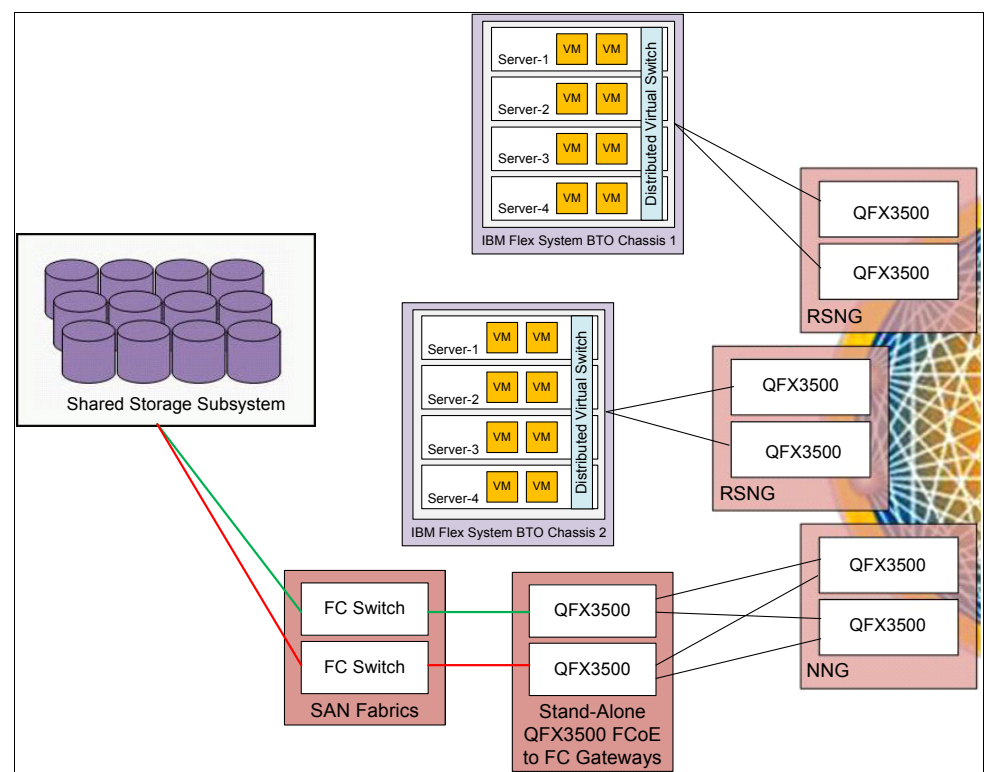 Server-1 VM VM
Server-2 VM VM
Server-3 VM VM
Server-4 VM VM
Distributed Virtual Switch
IBM Flex System BTO Chassis 1
QFX3500
QFX3500
RSNG
Shared Storage Subsystem
Server-1 VM VM
Server-2 VM VM
Server-3 VM VM
Server-4 VM VM
Distributed Virtual Switch
IBM Flex System BTO Chassis 2
QFX3500
QFX3500
RSNG
FC Switch
FC Switch
SAN Fabrics
QFX3500
QFX3500
Stand-Alone
QFX3500 FCoE
to FC Gateways
QFX3500
QFX3500
NNG